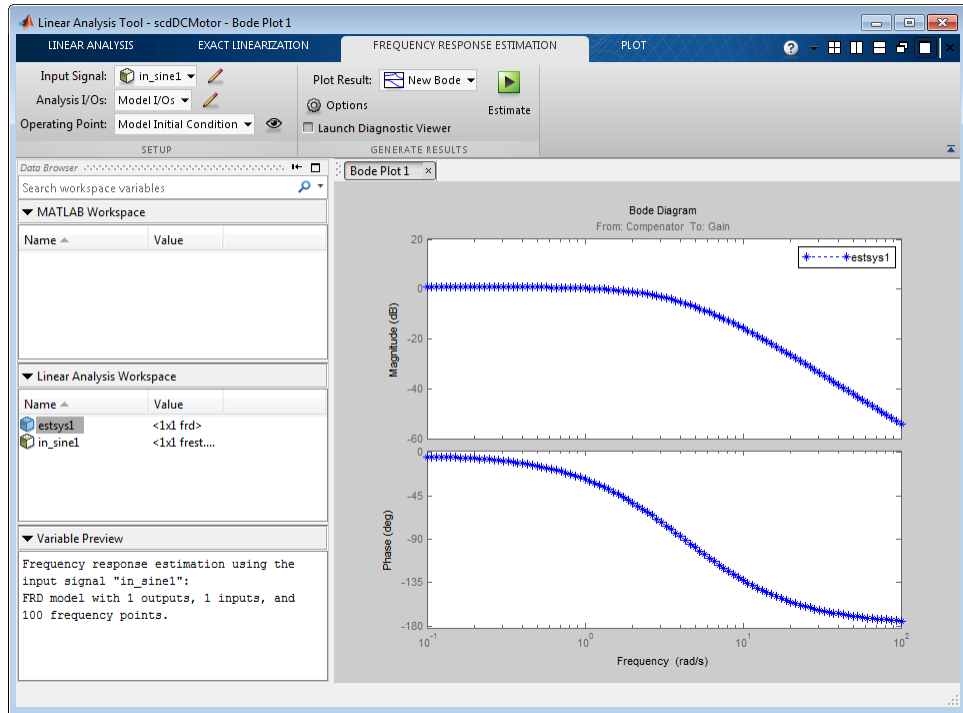 Linear Analysis Tool - scdDCMotor - Bode Plot 1
LINEAR ANALYSIS EXACT LINEARIZATION FREQUENCY RESPONSE ESTIMATION PLOT ?
Input Signal: in_sine1
Analysis I/Os: Model I/Os
Operating Point: Model Initial Condition
SETUP
Plot Result: New Bode
Options
Launch Diagnostic Viewer
Estimate
GENERATE RESULTS
Data Browser
Search workspace variables
MATLAB Workspace
Name Value
Linear Analysis Workspace
Name Value
estsys1 <1x1 frd>
in_sine1 <1x1 frest....
Variable Preview
Frequency response estimation using the
input signal "in_sine1":
FRD model with 1 outputs, 1 inputs, and
100 frequency points.
Bode Plot 1 ×
Bode Diagram
From: Compenator To: Gain
estsys1
Magnitude (dB)
20
0
-20
-40
-60
Phase (deg)
0
-45
-90
-135
-180
10^-1 10^0 10^1 10^2
Frequency (rad/s)